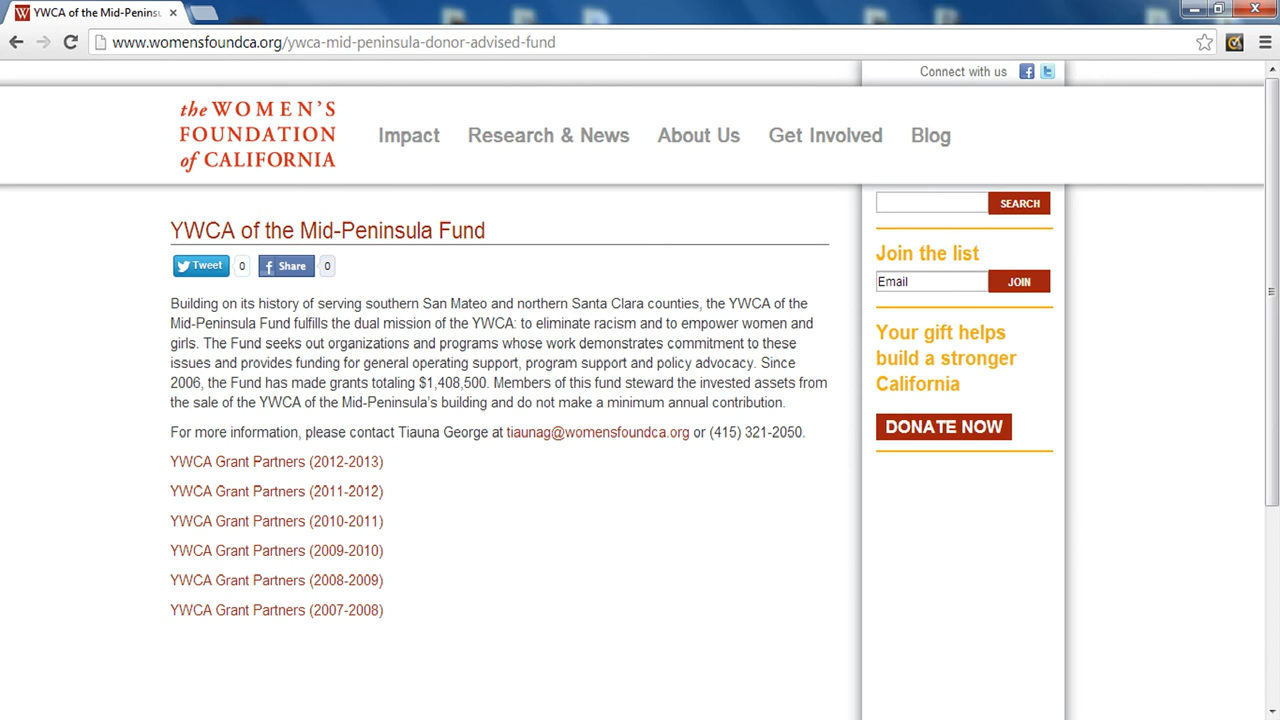 YWCA of the Mid-Penins
www.womensfoundca.org/ywca-mid-peninsula-donor-advised-fund
Connect with us
the WOMEN'S
FOUNDATION
of CALIFORNIA
Impact
Research & News
About Us
Get Involved
Blog
SEARCH
YWCA of the Mid-Peninsula Fund
Tweet 0 Share 0
Building on its history of serving southern San Mateo and northern Santa Clara counties, the YWCA of the
Mid-Peninsula Fund fulfills the dual mission of the YWCA: to eliminate racism and to empower women and
girls. The Fund seeks out organizations and programs whose work demonstrates commitment to these
issues and provides funding for general operating support, program support and policy advocacy. Since
2006, the Fund has made grants totaling $1,408,500. Members of this fund steward the invested assets from
the sale of the YWCA of the Mid-Peninsula's building and do not make a minimum annual contribution.
For more information, please contact Tiauna George at tiaunag@womensfoundca.org or (415) 321-2050.
YWCA Grant Partners (2012-2013)
YWCA Grant Partners (2011-2012)
YWCA Grant Partners (2010-2011)
YWCA Grant Partners (2009-2010)
YWCA Grant Partners (2008-2009)
YWCA Grant Partners (2007-2008)
Join the list
Email JOIN
Your gift helps
build a stronger
California
DONATE NOW